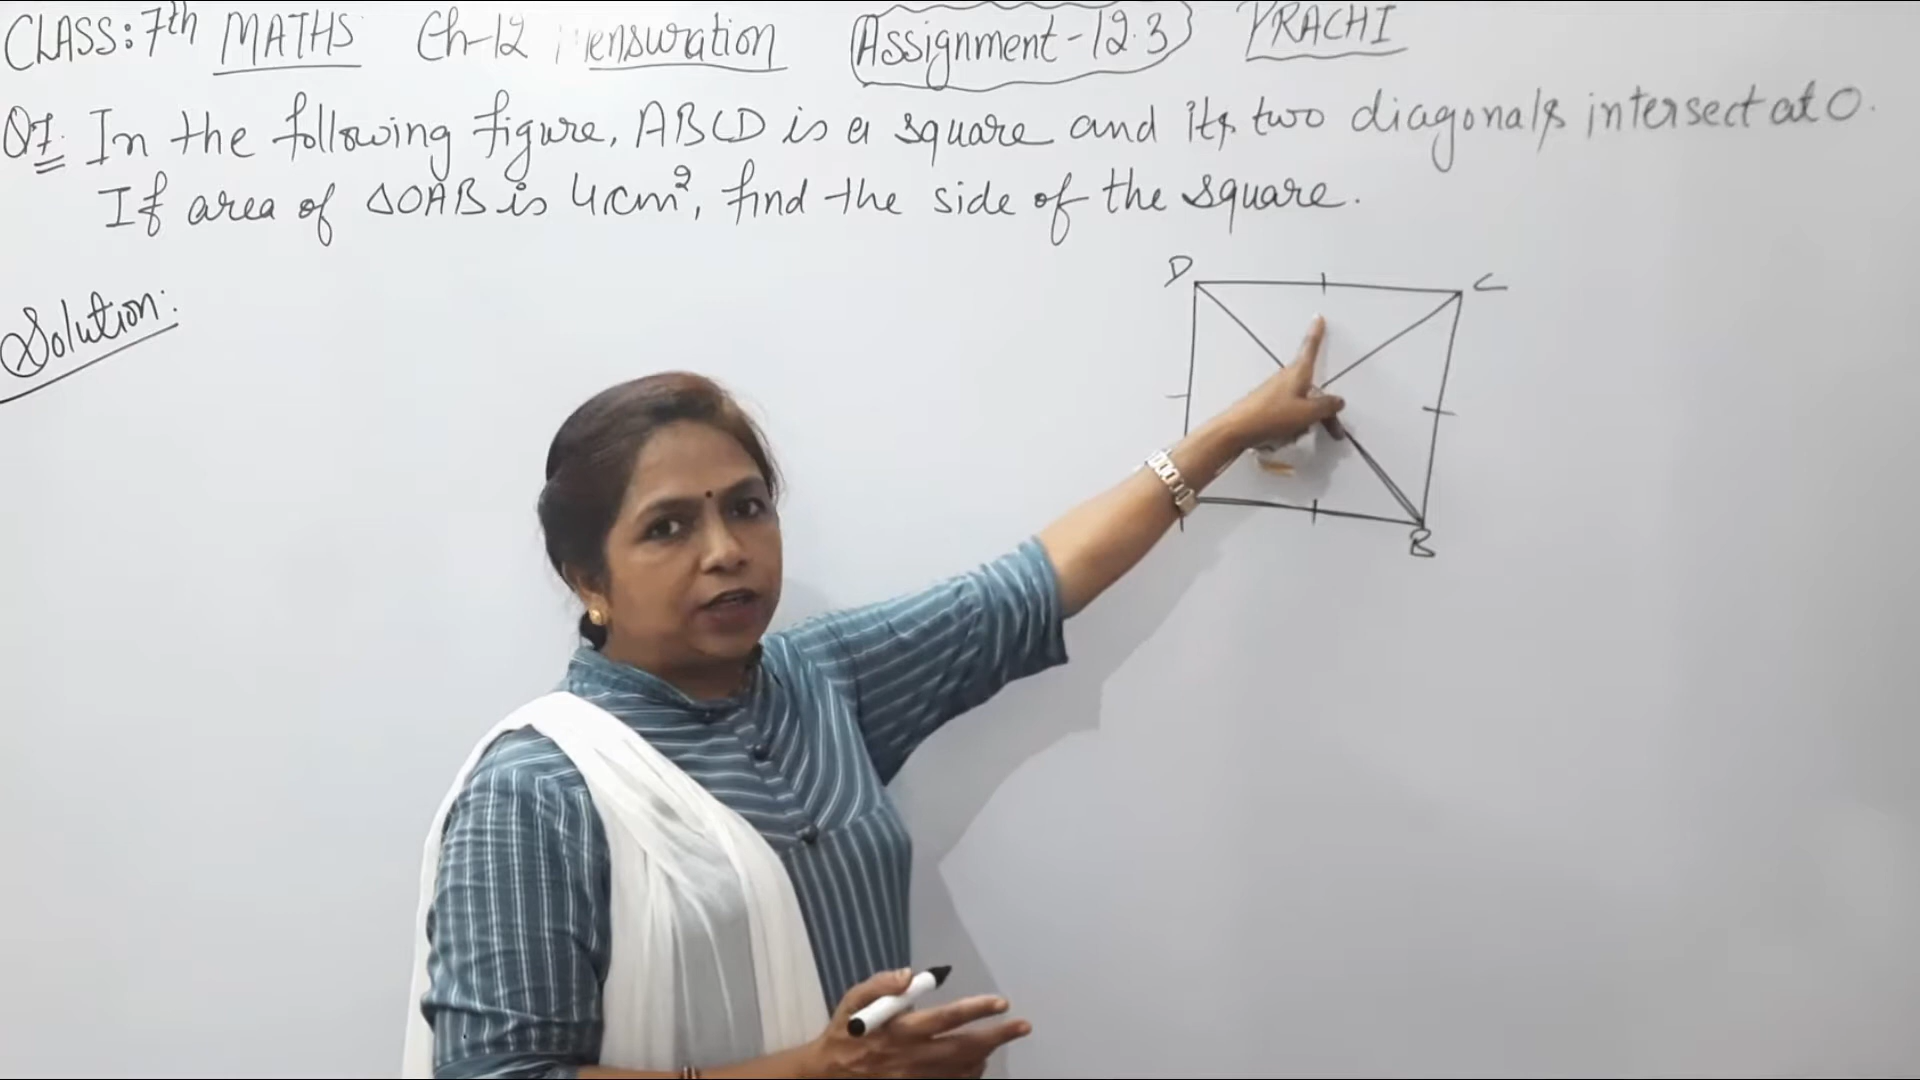 CLASS: 7th MATHS Ch-12 Mensuration Assignment - 12.3 PRACHI
Q7. In the following figure, ABCD is a square and its two diagonals intersect at O.
If area of ΔOAB is 4cm², find the side of the square.
Solution:
D
C
B